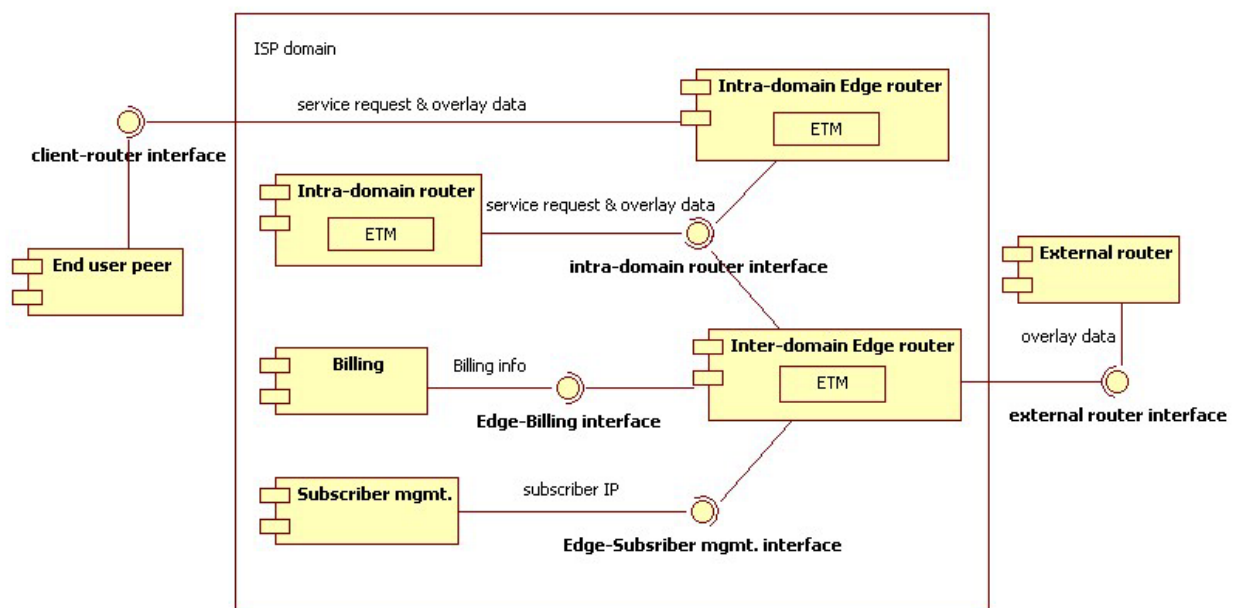 ISP domain
Intra-domain Edge router
ETM
service request & overlay data
client-router interface
Intra-domain router
ETM
service request & overlay data
intra-domain router interface
End user peer
External router
overlay data
external router interface
Inter-domain Edge router
ETM
Billing
Billing info
Edge-Billing interface
Subscriber mgmt.
subscriber IP
Edge-Subsriber mgmt. interface